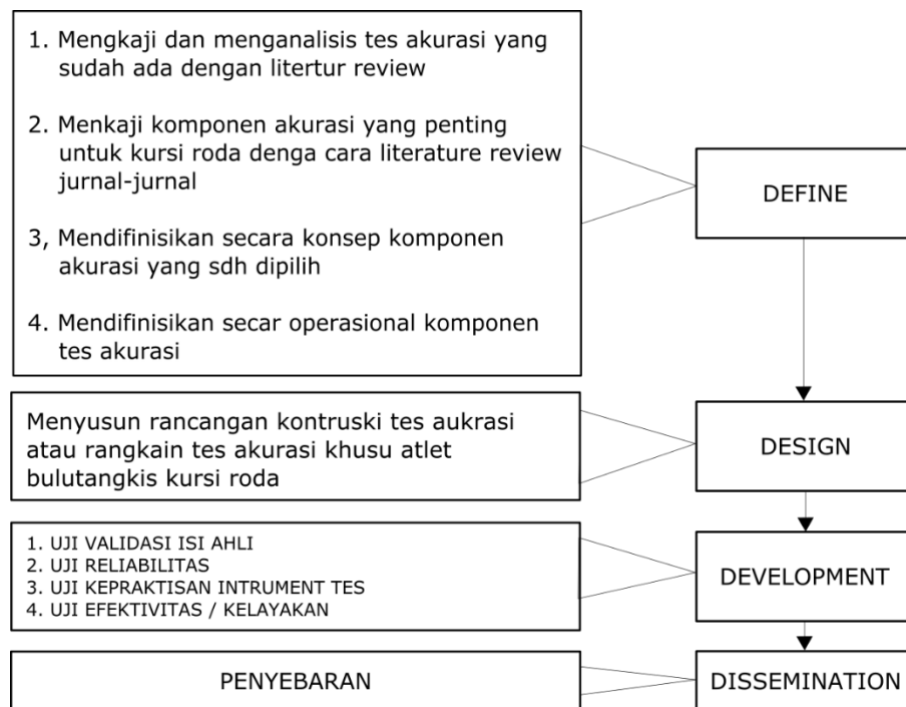 1. Mengkaji dan menganalisis tes akurasi yang
sudah ada dengan litertur review
2. Menkaji komponen akurasi yang penting
untuk kursi roda denga cara literature review
jurnal-jurnal
3, Mendifinisikan secara konsep komponen
akurasi yang sdh dipilih
4. Mendifinisikan secar operasional komponen
tes akurasi
DEFINE
Menyusun rancangan kontruski tes aukrasi
atau rangkain tes akurasi khusu atlet
bulutangkis kursi roda
DESIGN
1. UJI VALIDASI ISI AHLI
2. UJI RELIABILITAS
3. UJI KEPRAKTISAN INTRUMENT TES
4. UJI EFEKTIVITAS / KELAYAKAN
DEVELOPMENT
PENYEBARAN
DISSEMINATION